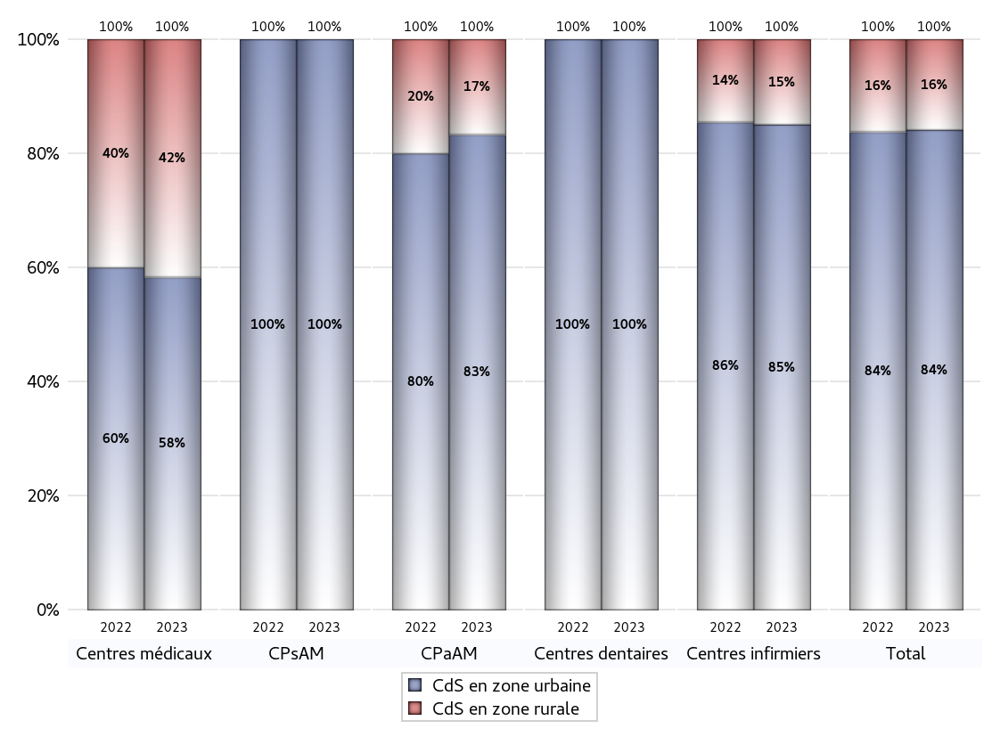 100% 100% 100% 100% 100% 100% 100% 100% 100% 100% 100% 100%
100%
80%
60%
40%
20%
0%
40% 42% 20% 17% 14% 15% 16% 16%
60% 58% 100% 100% 80% 83% 100% 100% 86% 85% 84% 84%
2022 2023 2022 2023 2022 2023 2022 2023 2022 2023 2022 2023
Centres médicaux CPsAM CPaAM Centres dentaires Centres infirmiers Total
CdS en zone urbaine
CdS en zone rurale